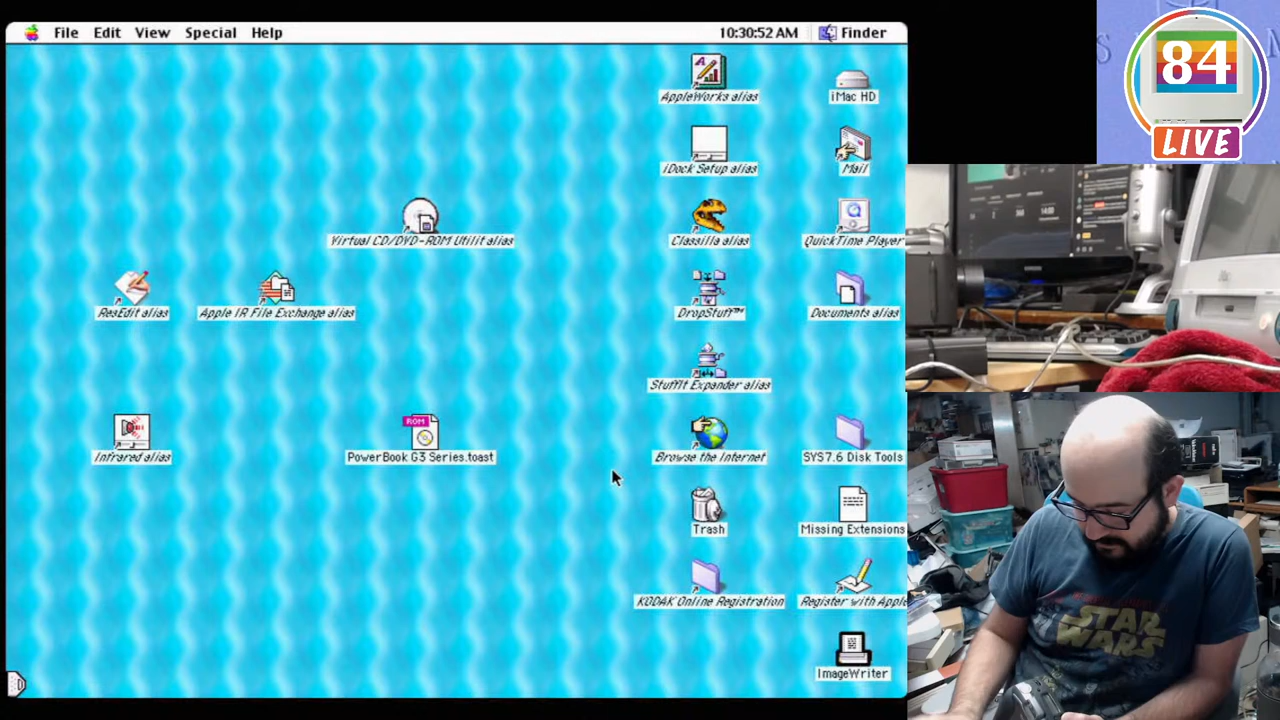 File Edit View Special Help 10:30:52 AM Finder
84
LIVE
AppleWorks alias
iMac HD
iDock Setup alias
Mail
Virtual CD/DVD-ROM Utilit alias
Classilla alias
QuickTime Player
ResEdit alias
Apple IR File Exchange alias
DropStuff™
Documents alias
StuffIt Expander alias
Infrared alias
ROM
PowerBook G3 Series.toast
Browse the Internet
SYS7.6 Disk Tools
Trash
Missing Extensions
KODAK Online Registration
Register with Apple
ImageWriter
STAR
WARS